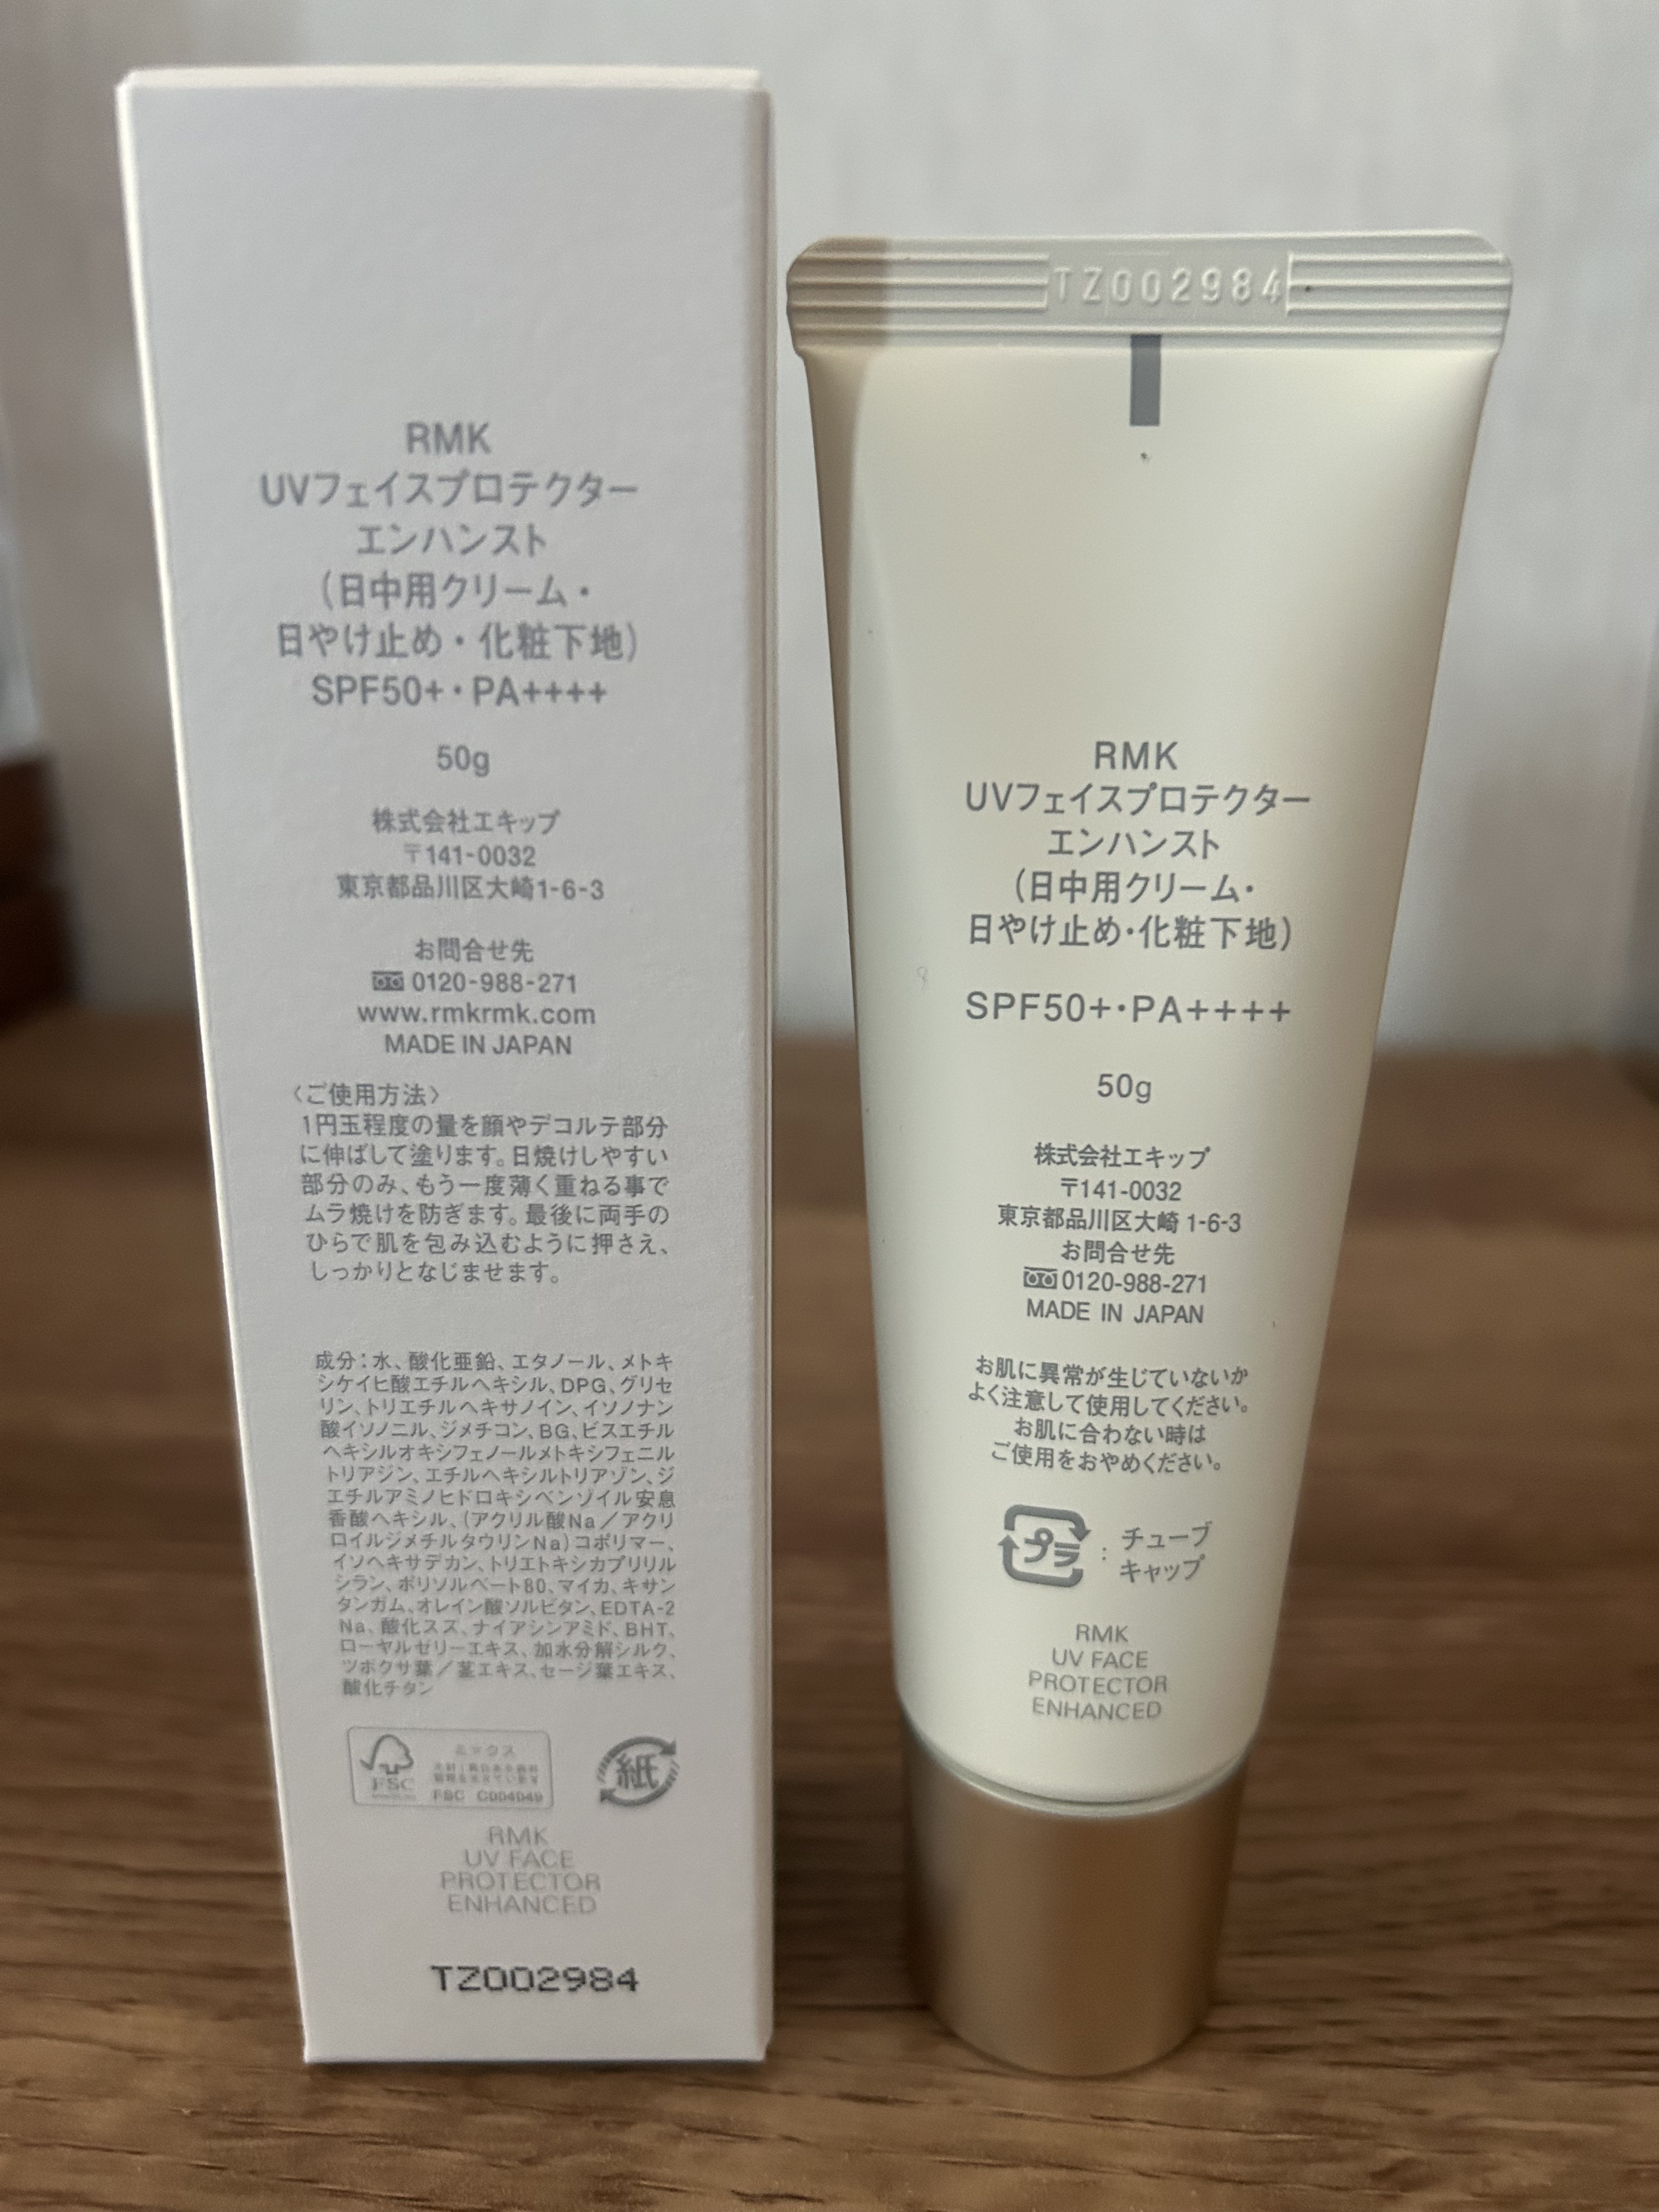 RMK
UVフェイスプロテクター
エンハンスト
（日中用クリーム・
日やけ止め・化粧下地）
SPF50+・PA++++
50g
株式会社エキップ
〒141-0032
東京都品川区大崎1-6-3
お問合せ先
0120-988-271
www.rmkrmk.com
MADE IN JAPAN
〈ご使用方法〉
1円玉程度の量を顔やデコルテ部分
に伸ばして塗ります。日焼けしやすい
部分のみ、もう一度薄く重ねる事で
ムラ焼けを防ぎます。最後に両手の
ひらで肌を包み込むように押さえ、
しっかりとなじませます。
成分：水、酸化亜鉛、エタノール、メトキ
シケイヒ酸エチルヘキシル、DPG、グリセ
リン、トリエチルヘキサノイン、イソノナン
酸イソノニル、ジメチコン、BG、ビスエチル
ヘキシルオキシフェノールメトキシフェニル
トリアジン、エチルヘキシルトリアゾン、ジ
エチルアミノヒドロキシベンゾイル安息
香酸ヘキシル、（アクリル酸Na／アクリ
ロイルジメチルタウリンNa）コポリマー、
イソヘキサデカン、トリエトキシカプリリル
シラン、ポリソルベート80、マイカ、キサン
タンガム、オレイン酸ソルビタン、EDTA-2
Na、酸化スズ、ナイアシンアミド、BHT、
ローヤルゼリーエキス、加水分解シルク、
ツボクサ葉／茎エキス、セージ葉エキス、
酸化チタン
FSC
ミックス
FSC C004049
紙
RMK
UV FACE
PROTECTOR
ENHANCED
TZ002984
TZ002984
RMK
UVフェイスプロテクター
エンハンスト
（日中用クリーム・
日やけ止め・化粧下地）
SPF50+・PA++++
50g
株式会社エキップ
〒141-0032
東京都品川区大崎 1-6-3
お問合せ先
0120-988-271
MADE IN JAPAN
お肌に異常が生じていないか
よく注意して使用してください。
お肌に合わない時は
ご使用をおやめください。
プラ : チューブ
キャップ
RMK
UV FACE
PROTECTOR
ENHANCED